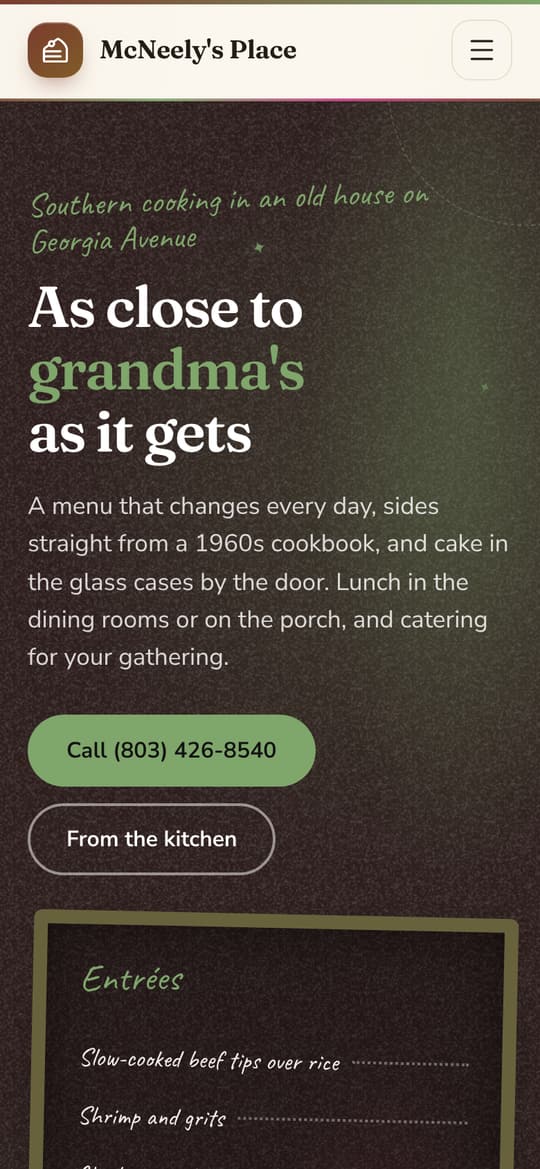 McNeely's Place
Southern cooking in an old house on
Georgia Avenue
As close to
grandma's
as it gets
A menu that changes every day, sides
straight from a 1960s cookbook, and cake in
the glass cases by the door. Lunch in the
dining rooms or on the porch, and catering
for your gathering.
Call (803) 426-8540
From the kitchen
Entrées
Slow-cooked beef tips over rice
Shrimp and grits